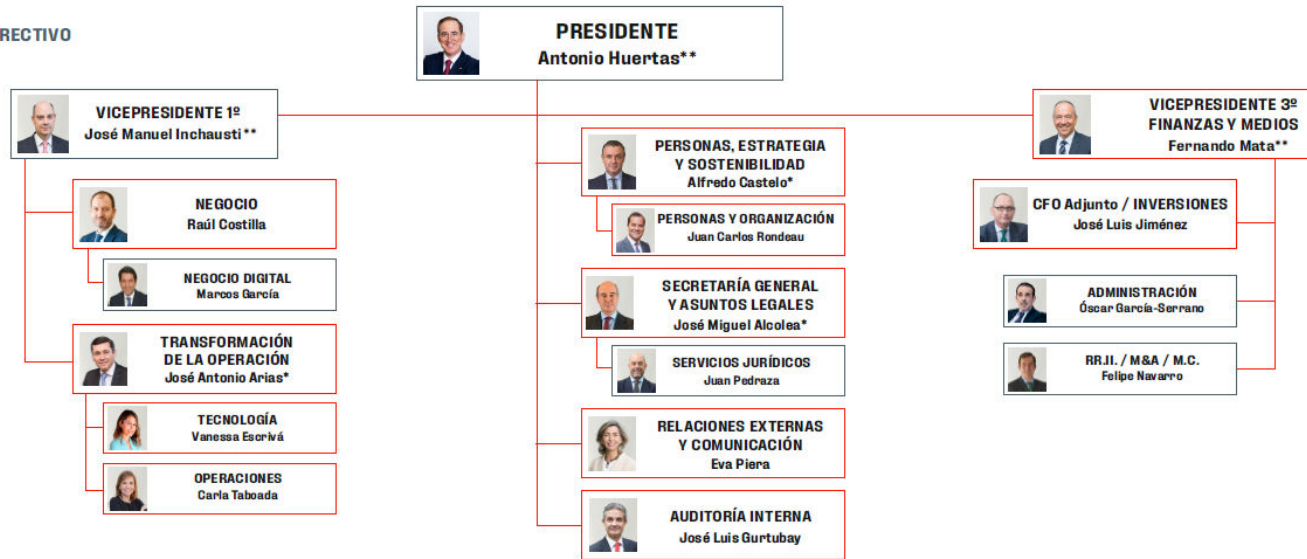 RECTIVO
PRESIDENTE
Antonio Huertas**
VICEPRESIDENTE 1º
José Manuel Inchausti**
NEGOCIO
Raúl Costilla
NEGOCIO DIGITAL
Marcos García
TRANSFORMACIÓN
DE LA OPERACIÓN
José Antonio Arias*
TECNOLOGÍA
Vanessa Escrivá
OPERACIONES
Carla Taboada
PERSONAS, ESTRATEGIA
Y SOSTENIBILIDAD
Alfredo Castelo*
PERSONAS Y ORGANIZACIÓN
Juan Carlos Rondeau
SECRETARÍA GENERAL
Y ASUNTOS LEGALES
José Miguel Alcolea*
SERVICIOS JURÍDICOS
Juan Pedraza
RELACIONES EXTERNAS
Y COMUNICACIÓN
Eva Piera
AUDITORÍA INTERNA
José Luis Gurtubay
VICEPRESIDENTE 3º
FINANZAS Y MEDIOS
Fernando Mata**
CFO Adjunto / INVERSIONES
José Luis Jiménez
ADMINISTRACIÓN
Óscar García-Serrano
RR.II. / M&A / M.C.
Felipe Navarro